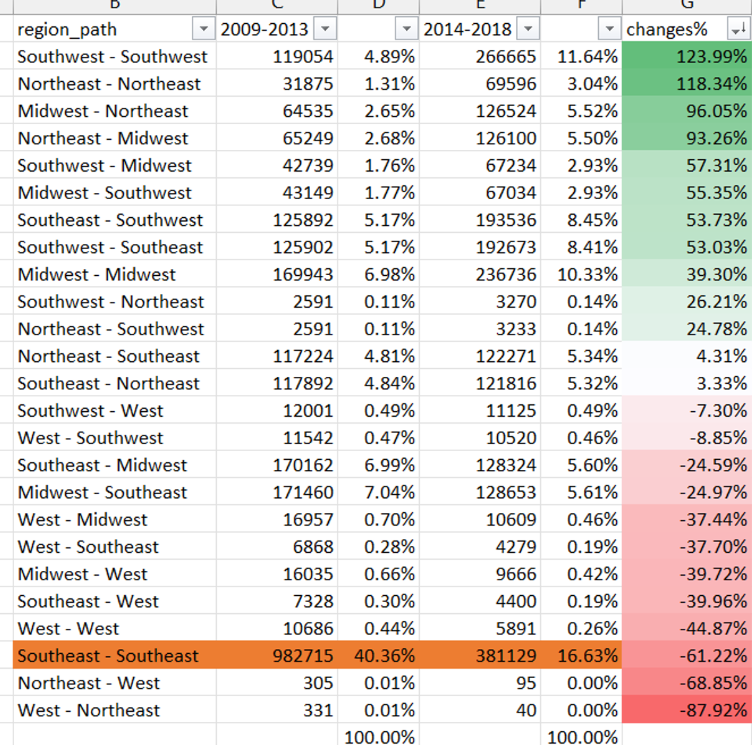 B C D E F G
region_path 2009-2013 2014-2018 changes%
Southwest - Southwest 119054 4.89% 266665 11.64% 123.99%
Northeast - Northeast 31875 1.31% 69596 3.04% 118.34%
Midwest - Northeast 64535 2.65% 126524 5.52% 96.05%
Northeast - Midwest 65249 2.68% 126100 5.50% 93.26%
Southwest - Midwest 42739 1.76% 67234 2.93% 57.31%
Midwest - Southwest 43149 1.77% 67034 2.93% 55.35%
Southeast - Southwest 125892 5.17% 193536 8.45% 53.73%
Southwest - Southeast 125902 5.17% 192673 8.41% 53.03%
Midwest - Midwest 169943 6.98% 236736 10.33% 39.30%
Southwest - Northeast 2591 0.11% 3270 0.14% 26.21%
Northeast - Southwest 2591 0.11% 3233 0.14% 24.78%
Northeast - Southeast 117224 4.81% 122271 5.34% 4.31%
Southeast - Northeast 117892 4.84% 121816 5.32% 3.33%
Southwest - West 12001 0.49% 11125 0.49% -7.30%
West - Southwest 11542 0.47% 10520 0.46% -8.85%
Southeast - Midwest 170162 6.99% 128324 5.60% -24.59%
Midwest - Southeast 171460 7.04% 128653 5.61% -24.97%
West - Midwest 16957 0.70% 10609 0.46% -37.44%
West - Southeast 6868 0.28% 4279 0.19% -37.70%
Midwest - West 16035 0.66% 9666 0.42% -39.72%
Southeast - West 7328 0.30% 4400 0.19% -39.96%
West - West 10686 0.44% 5891 0.26% -44.87%
Southeast - Southeast 982715 40.36% 381129 16.63% -61.22%
Northeast - West 305 0.01% 95 0.00% -68.85%
West - Northeast 331 0.01% 40 0.00% -87.92%
100.00% 100.00%